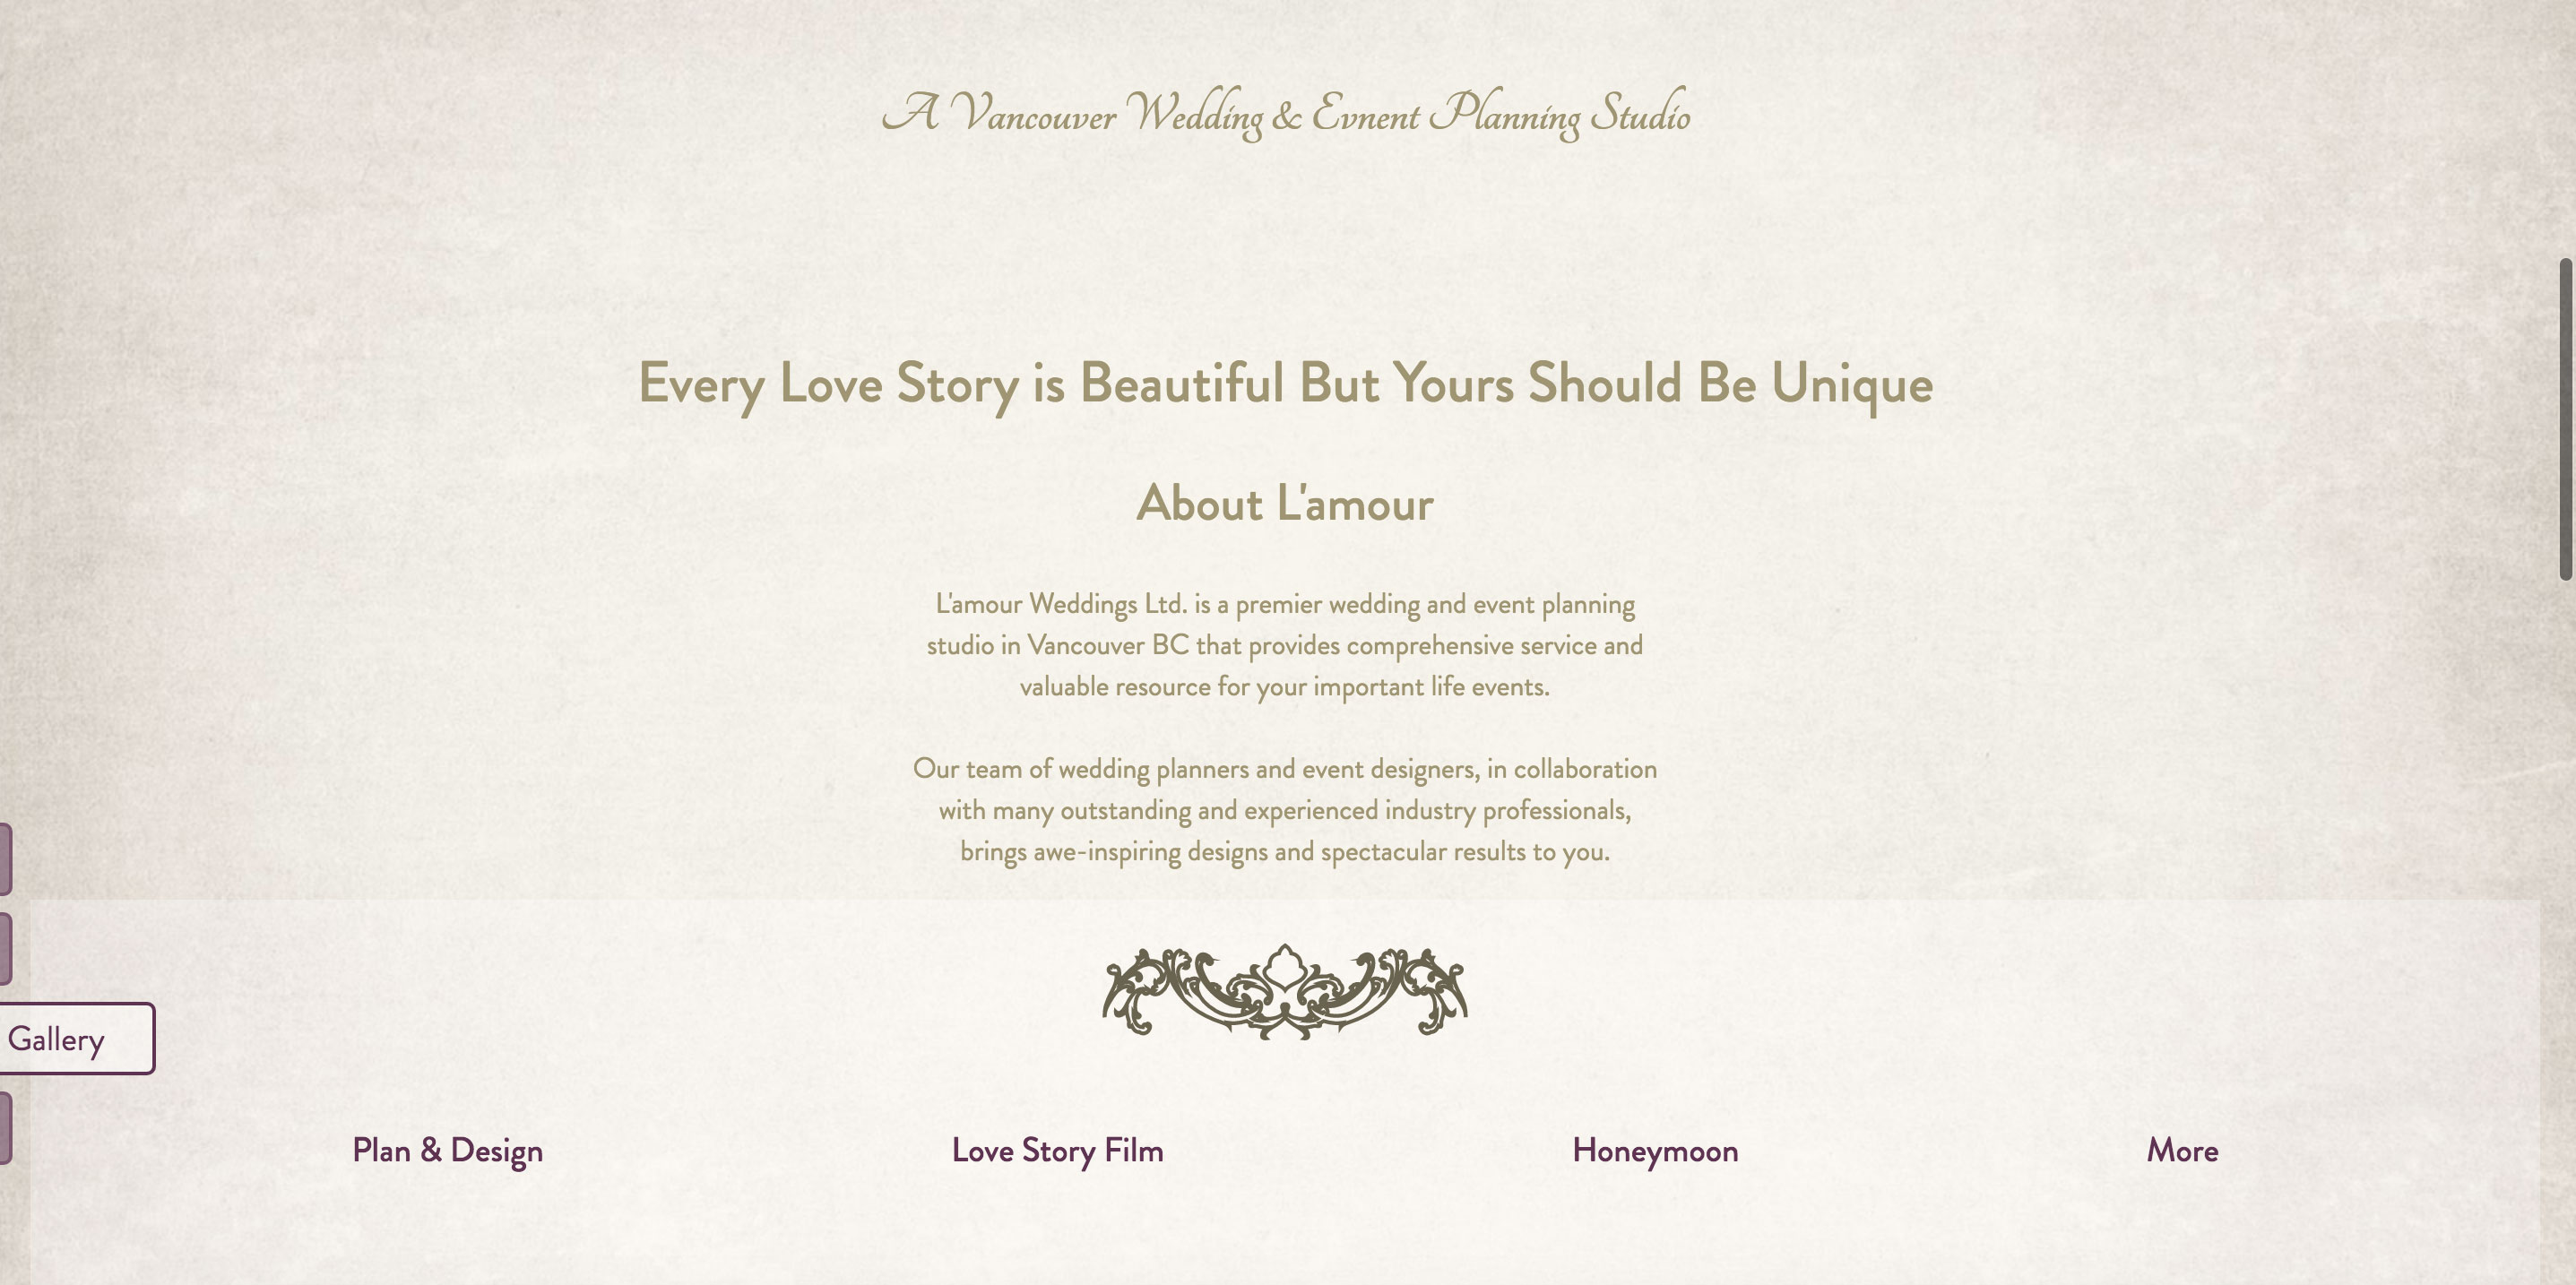 A Vancouver Wedding & Evnent Planning Studio
Every Love Story is Beautiful But Yours Should Be Unique
About L'amour
L'amour Weddings Ltd. is a premier wedding and event planning
studio in Vancouver BC that provides comprehensive service and
valuable resource for your important life events.
Our team of wedding planners and event designers, in collaboration
with many outstanding and experienced industry professionals,
brings awe-inspiring designs and spectacular results to you.
Gallery
Plan & Design
Love Story Film
Honeymoon
More